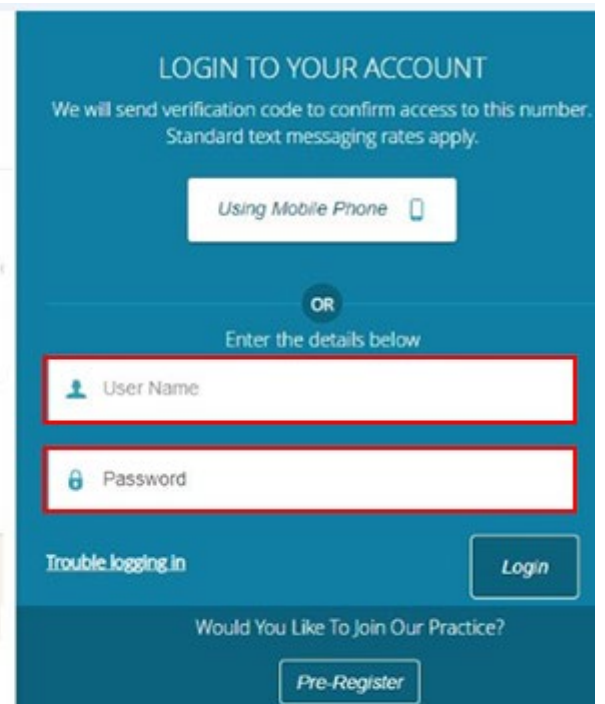 LOGIN TO YOUR ACCOUNT
We will send verification code to confirm access to this number.
Standard text messaging rates apply.
Using Mobile Phone
OR
Enter the details below
User Name
Password
Trouble logging in
Login
Would You Like To Join Our Practice?
Pre-Register